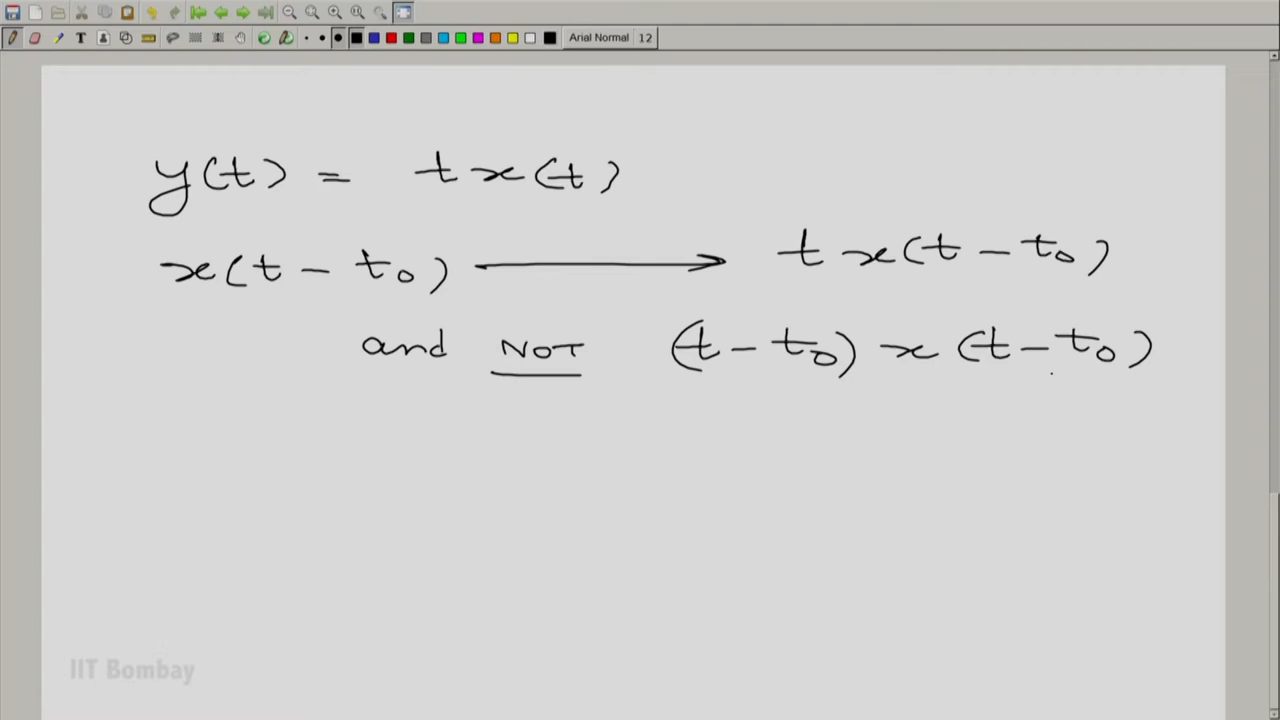 Arial Normal 12
y(t) = t x(t)
x(t - t₀) ⟶ t x(t - t₀)
and NOT (t - t₀) x (t - t₀)
IIT Bombay